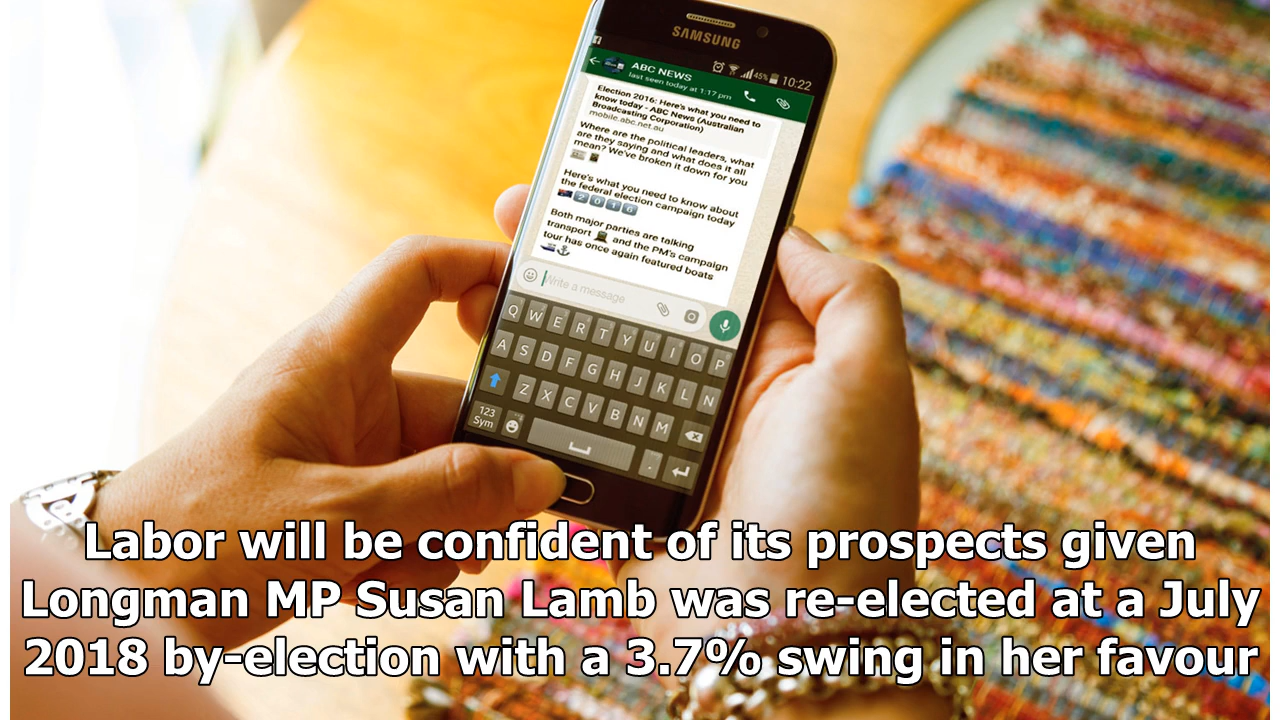 SAMSUNG
45% 10:22
ABC NEWS
last seen today at 1:17 pm
Election 2016: Here's what you need to
know today - ABC News (Australian
Broadcasting Corporation)
mobile.abc.net.au
Where are the political leaders, what
are they saying and what does it all
mean? We've broken it down for you
Here's what you need to know about
the federal election campaign today
2016
Both major parties are talking
transport and the PM's campaign
tour has once again featured boats
Write a message
Q W E R T Y U I O P
A S D F G H J K L N
Z X C V B N M
123
Sym
.
Labor will be confident of its prospects given
Longman MP Susan Lamb was re-elected at a July
2018 by-election with a 3.7% swing in her favour